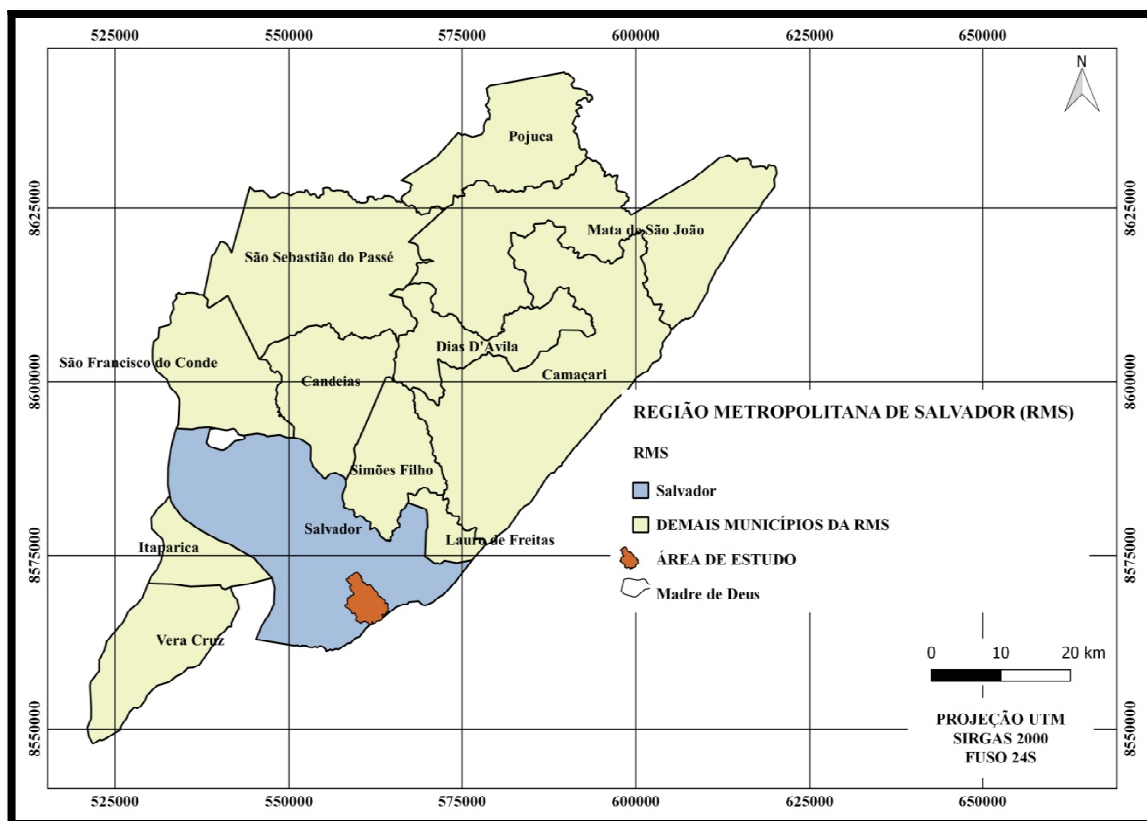 525000 550000 575000 600000 625000 650000
N
Pojuca
8625000 8625000
Mata de São João
São Sebastião do Passé
Dias D'Avila
São Francisco do Conde
Camaçari
Candeias
8600000 8600000
REGIÃO METROPOLITANA DE SALVADOR (RMS)
RMS
Simões Filho
Salvador
Salvador
DEMAIS MUNICÍPIOS DA RMS
Lauro de Freitas
Itaparica
8575000 8575000
ÁREA DE ESTUDO
Madre de Deus
Vera Cruz
0 10 20 km
PROJEÇÃO UTM
SIRGAS 2000
FUSO 24S
8550000 8550000
525000 550000 575000 600000 625000 650000